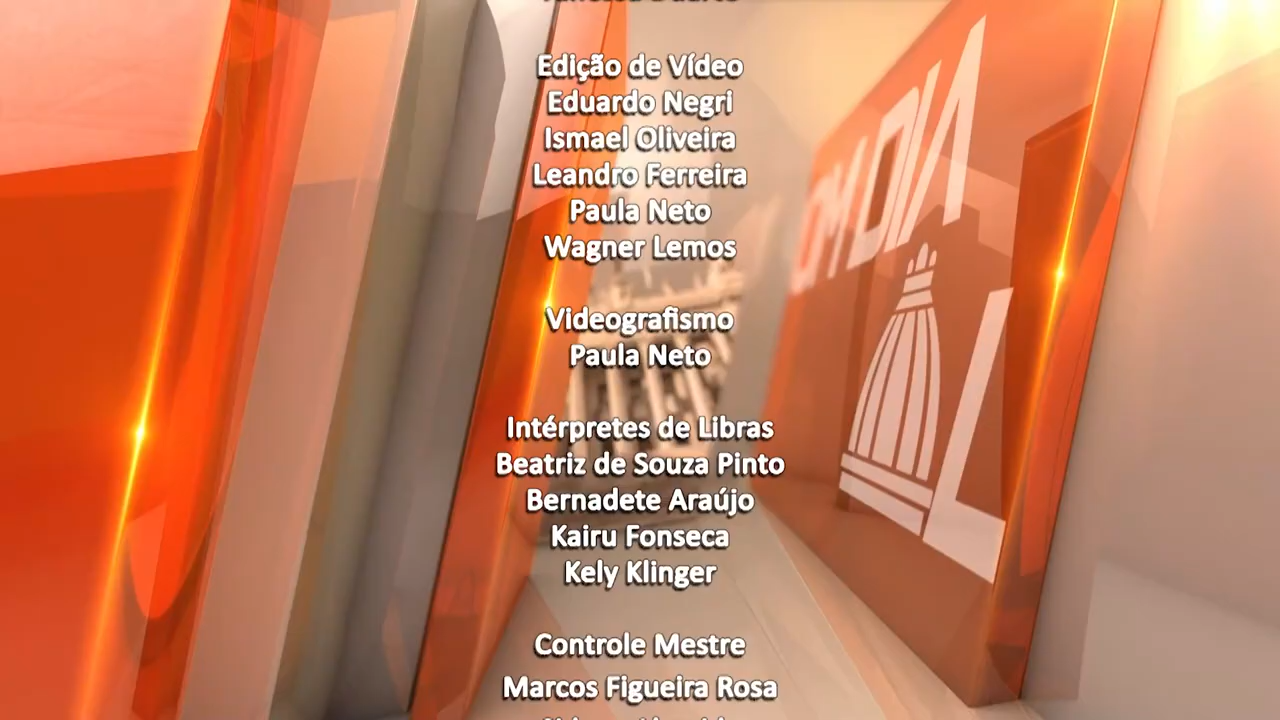 Edição de Vídeo
Eduardo Negri
Ismael Oliveira
Leandro Ferreira
Paula Neto
Wagner Lemos
Videografismo
Paula Neto
Intérpretes de Libras
Beatriz de Souza Pinto
Bernadete Araújo
Kairu Fonseca
Kely Klinger
Controle Mestre
Marcos Figueira Rosa
DIA